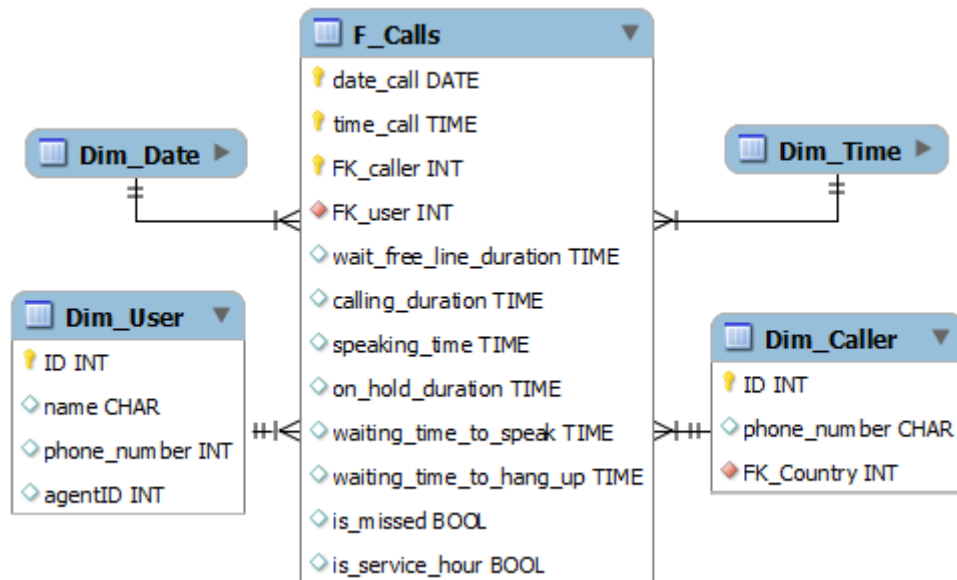 F_Calls
date_call DATE
time_call TIME
FK_caller INT
FK_user INT
wait_free_line_duration TIME
calling_duration TIME
speaking_time TIME
on_hold_duration TIME
waiting_time_to_speak TIME
waiting_time_to_hang_up TIME
is_missed BOOL
is_service_hour BOOL
Dim_Date
Dim_Time
Dim_User
ID INT
name CHAR
phone_number INT
agentID INT
Dim_Caller
ID INT
phone_number CHAR
FK_Country INT